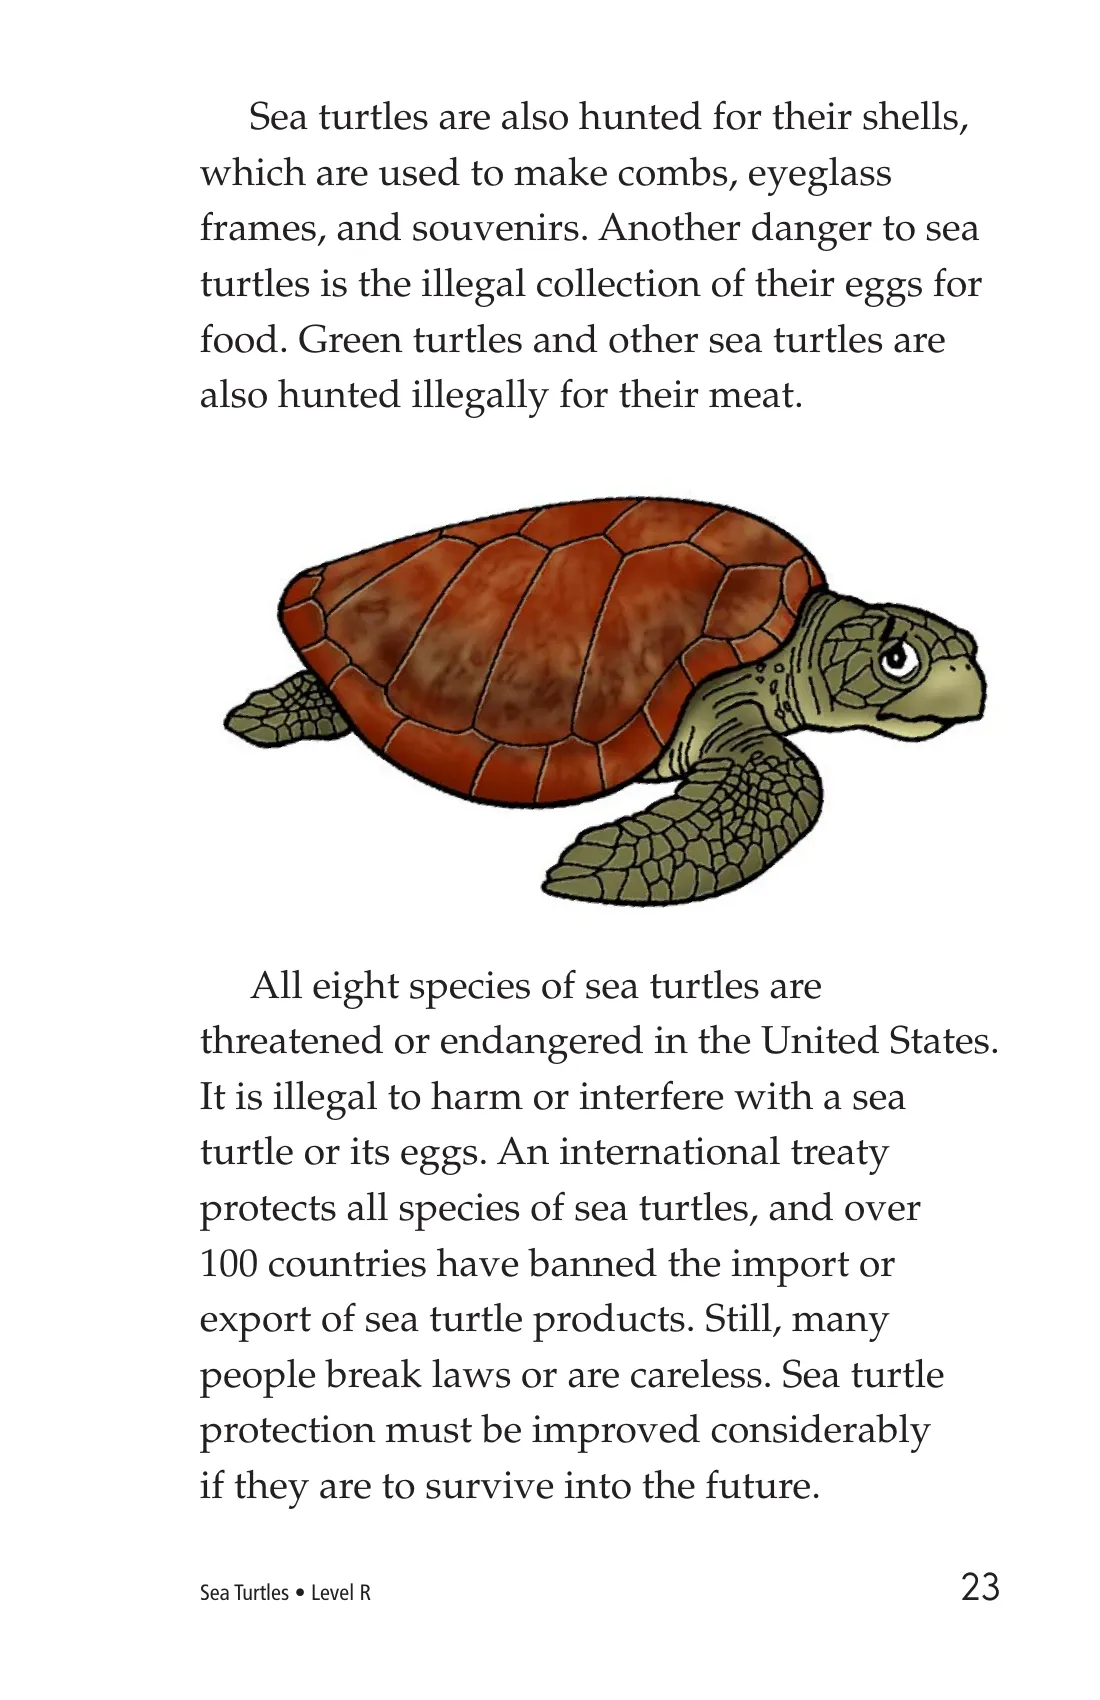 Sea turtles are also hunted for their shells,
which are used to make combs, eyeglass
frames, and souvenirs. Another danger to sea
turtles is the illegal collection of their eggs for
food. Green turtles and other sea turtles are
also hunted illegally for their meat.
All eight species of sea turtles are
threatened or endangered in the United States.
It is illegal to harm or interfere with a sea
turtle or its eggs. An international treaty
protects all species of sea turtles, and over
100 countries have banned the import or
export of sea turtle products. Still, many
people break laws or are careless. Sea turtle
protection must be improved considerably
if they are to survive into the future.
Sea Turtles • Level R 23